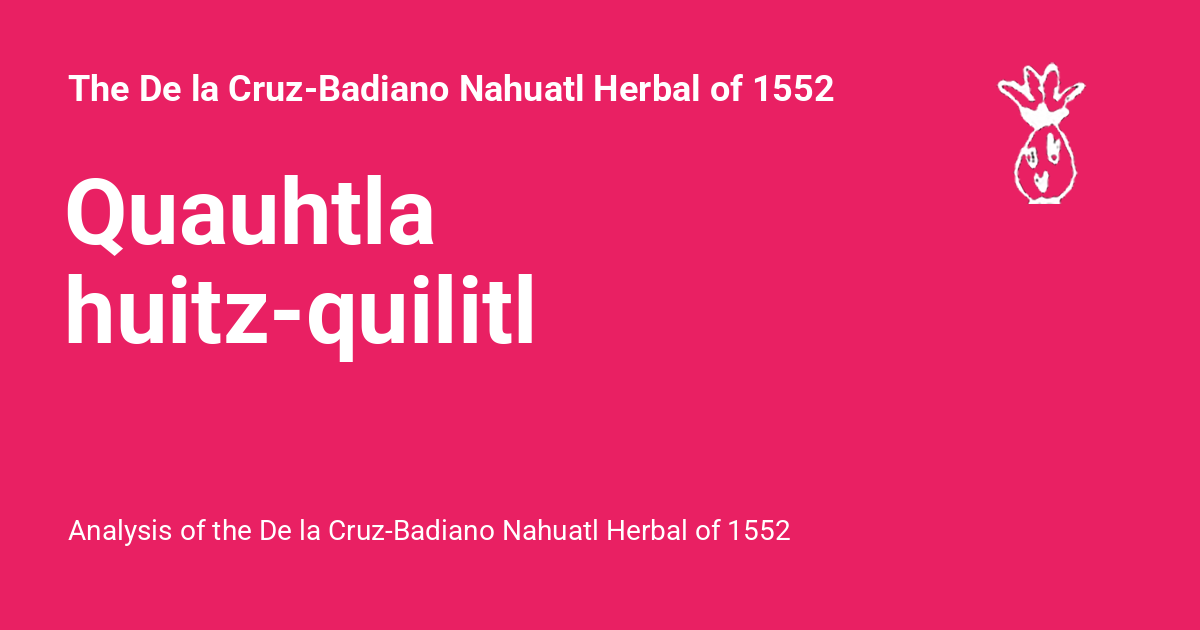 The De la Cruz-Badiano Nahuatl Herbal of 1552
Quauhtla
huitz-quilitl
Analysis of the De la Cruz-Badiano Nahuatl Herbal of 1552